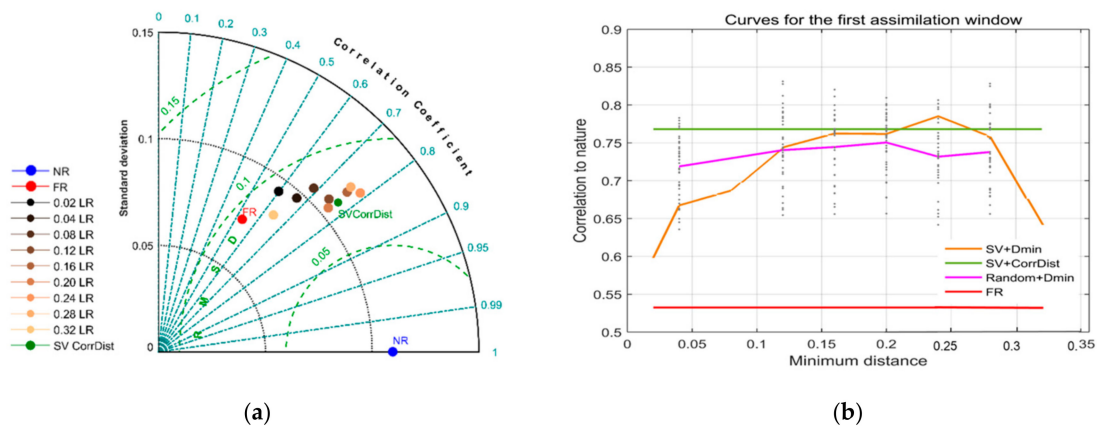 0
0.1
0.2
0.3
0.4
0.5
0.6
0.7
0.8
0.9
0.95
0.99
1
Correlation Coefficient
0.15
0.1
0.05
0
Standard deviation
0.15
0.1
0.05
RMSD
FR
SVCorrDist
NR
NR
FR
0.02 LR
0.04 LR
0.08 LR
0.12 LR
0.16 LR
0.20 LR
0.24 LR
0.28 LR
0.32 LR
SV CorrDist
(a)
Curves for the first assimilation window
0.9
0.85
0.8
0.75
0.7
0.65
0.6
0.55
0.5
Correlation to nature
SV+Dmin
SV+CorrDist
Random+Dmin
FR
0 0.05 0.1 0.15 0.2 0.25 0.3 0.35
Minimum distance
(b)